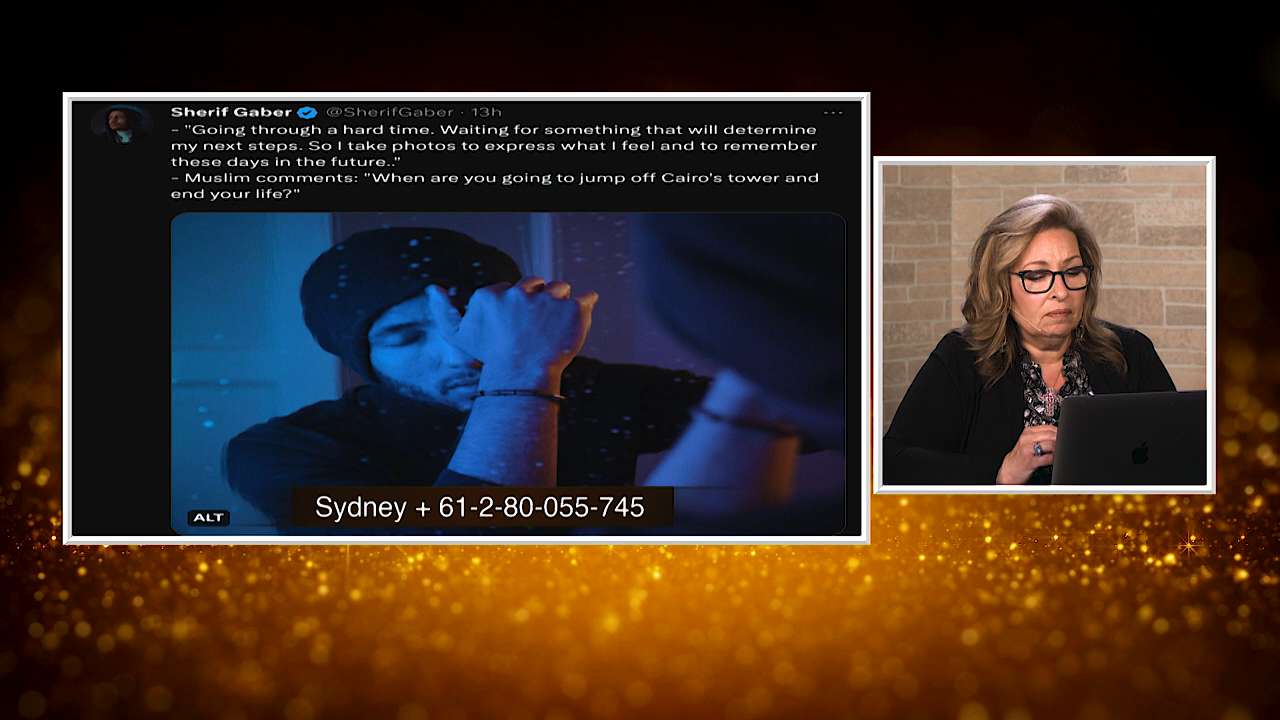 Sherif Gaber @SherifGaber · 13h
- "Going through a hard time. Waiting for something that will determine
my next steps. So I take photos to express what I feel and to remember
these days in the future.."
- Muslim comments: "When are you going to jump off Cairo's tower and
end your life?"
Sydney + 61-2-80-055-745
ALT